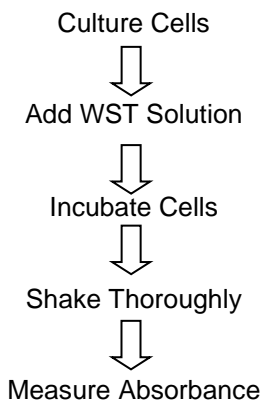 Culture Cells
Add WST Solution
Incubate Cells
Shake Thoroughly
Measure Absorbance